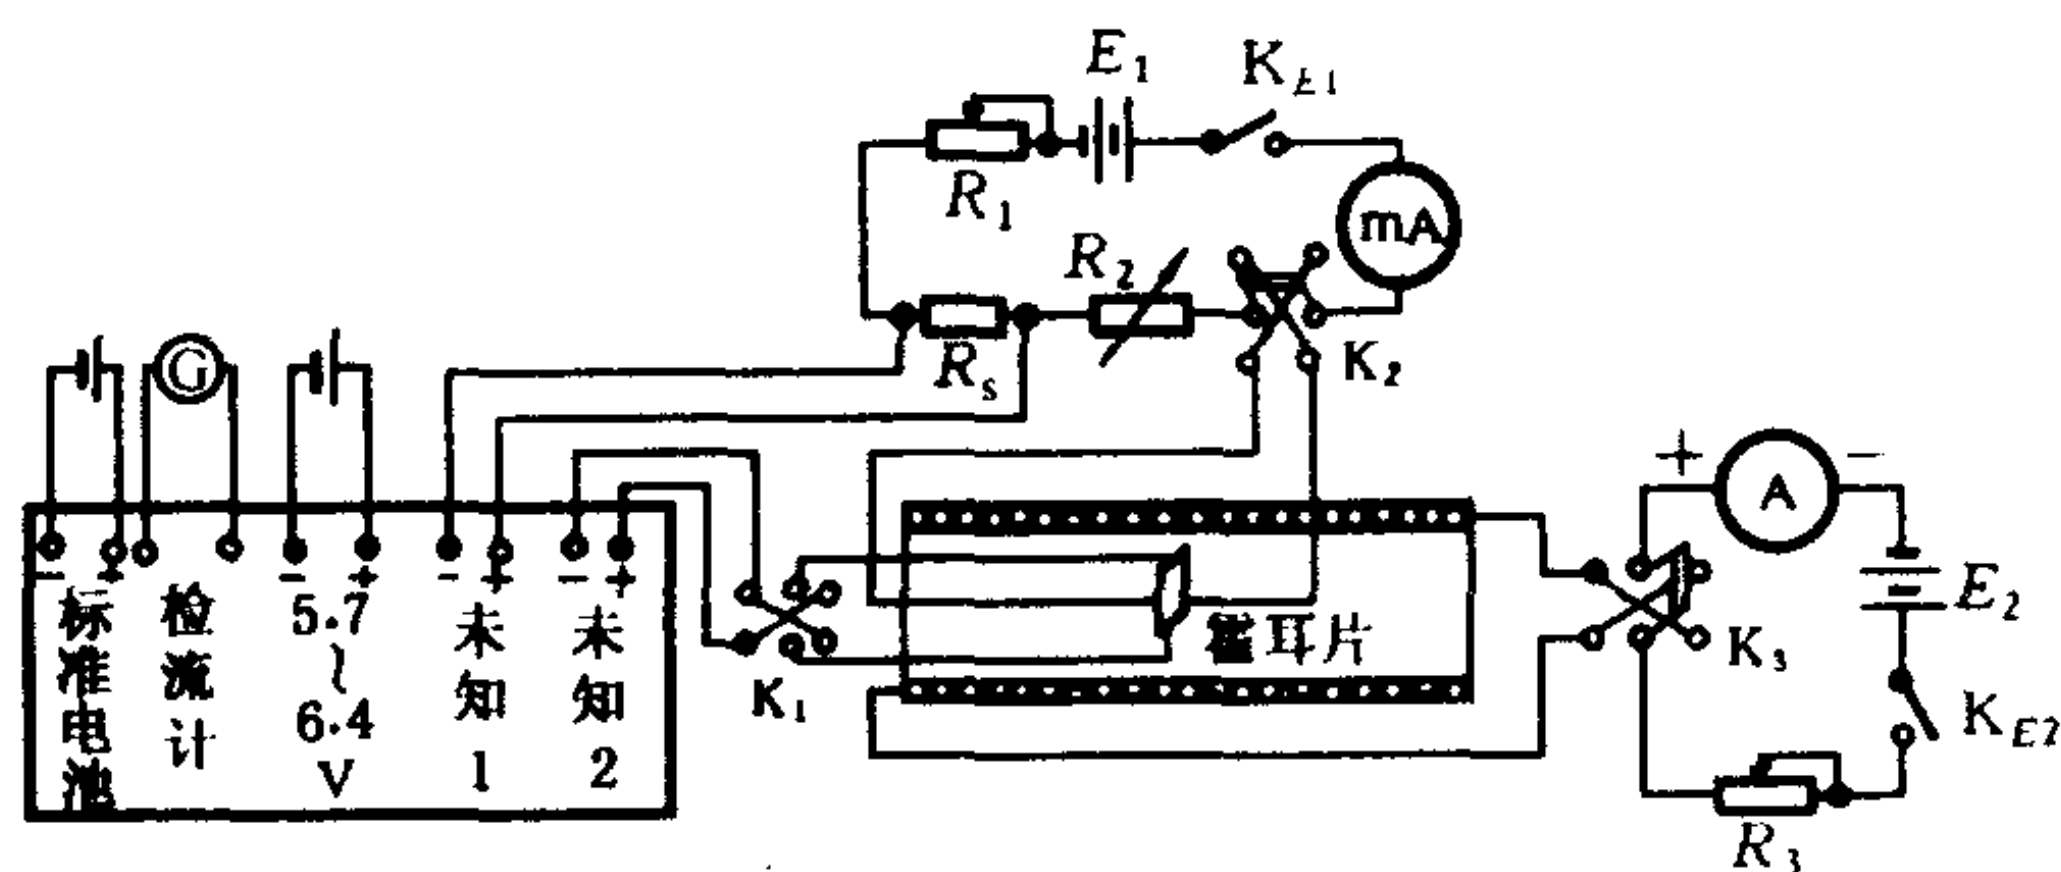 E₁
K_E1
R₁
mA
R₂
K₂
R_s
G
+
A
−
E₂
K_E2
R₃
K₃
K₁
霍耳片
− +
− +
− +
− +
标准电池
检流计
5.7
~
6.4
V
未知1
未知2